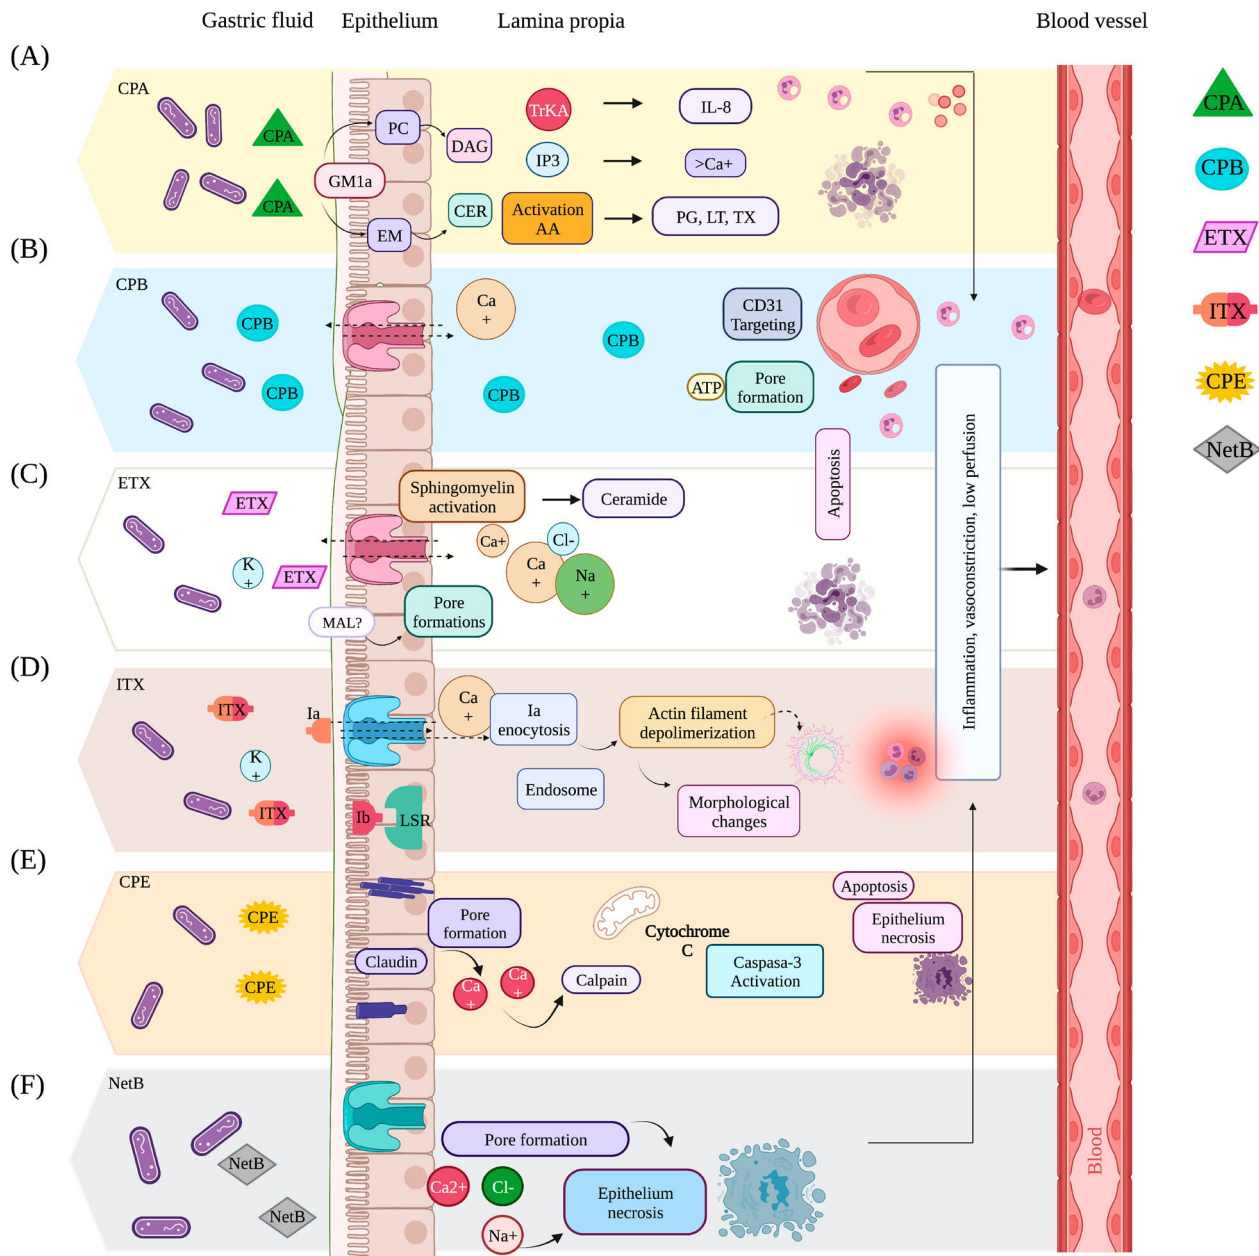 Gastric fluid
Epithelium
Lamina propia
Blood vessel
(A)
CPA
CPA
CPA
GM1a
PC
DAG
EM
CER
TrKA
IL-8
IP3
>Ca+
Activation
AA
PG, LT, TX
(B)
CPB
CPB
CPB
Ca
+
CPB
CPB
CD31
Targeting
ATP
Pore
formation
(C)
ETX
ETX
K
+
ETX
MAL?
Sphingomyelin
activation
Ceramide
Ca+
Cl-
Ca
+
Na
+
Pore
formations
Apoptosis
Inflammation, vasoconstriction, low perfusion
(D)
ITX
ITX
K
+
ITX
Ia
Ca
+
Ia
enocytosis
Actin filament
depolimerization
Endosome
Morphological
changes
Ib
LSR
(E)
CPE
CPE
CPE
Pore
formation
Claudin
Ca
+
Ca
+
Calpain
Cytochrome
C
Caspasa-3
Activation
Apoptosis
Epithelium
necrosis
(F)
NetB
NetB
NetB
Pore formation
Ca2+
Cl-
Na+
Epithelium
necrosis
Blood
CPA
CPB
ETX
ITX
CPE
NetB